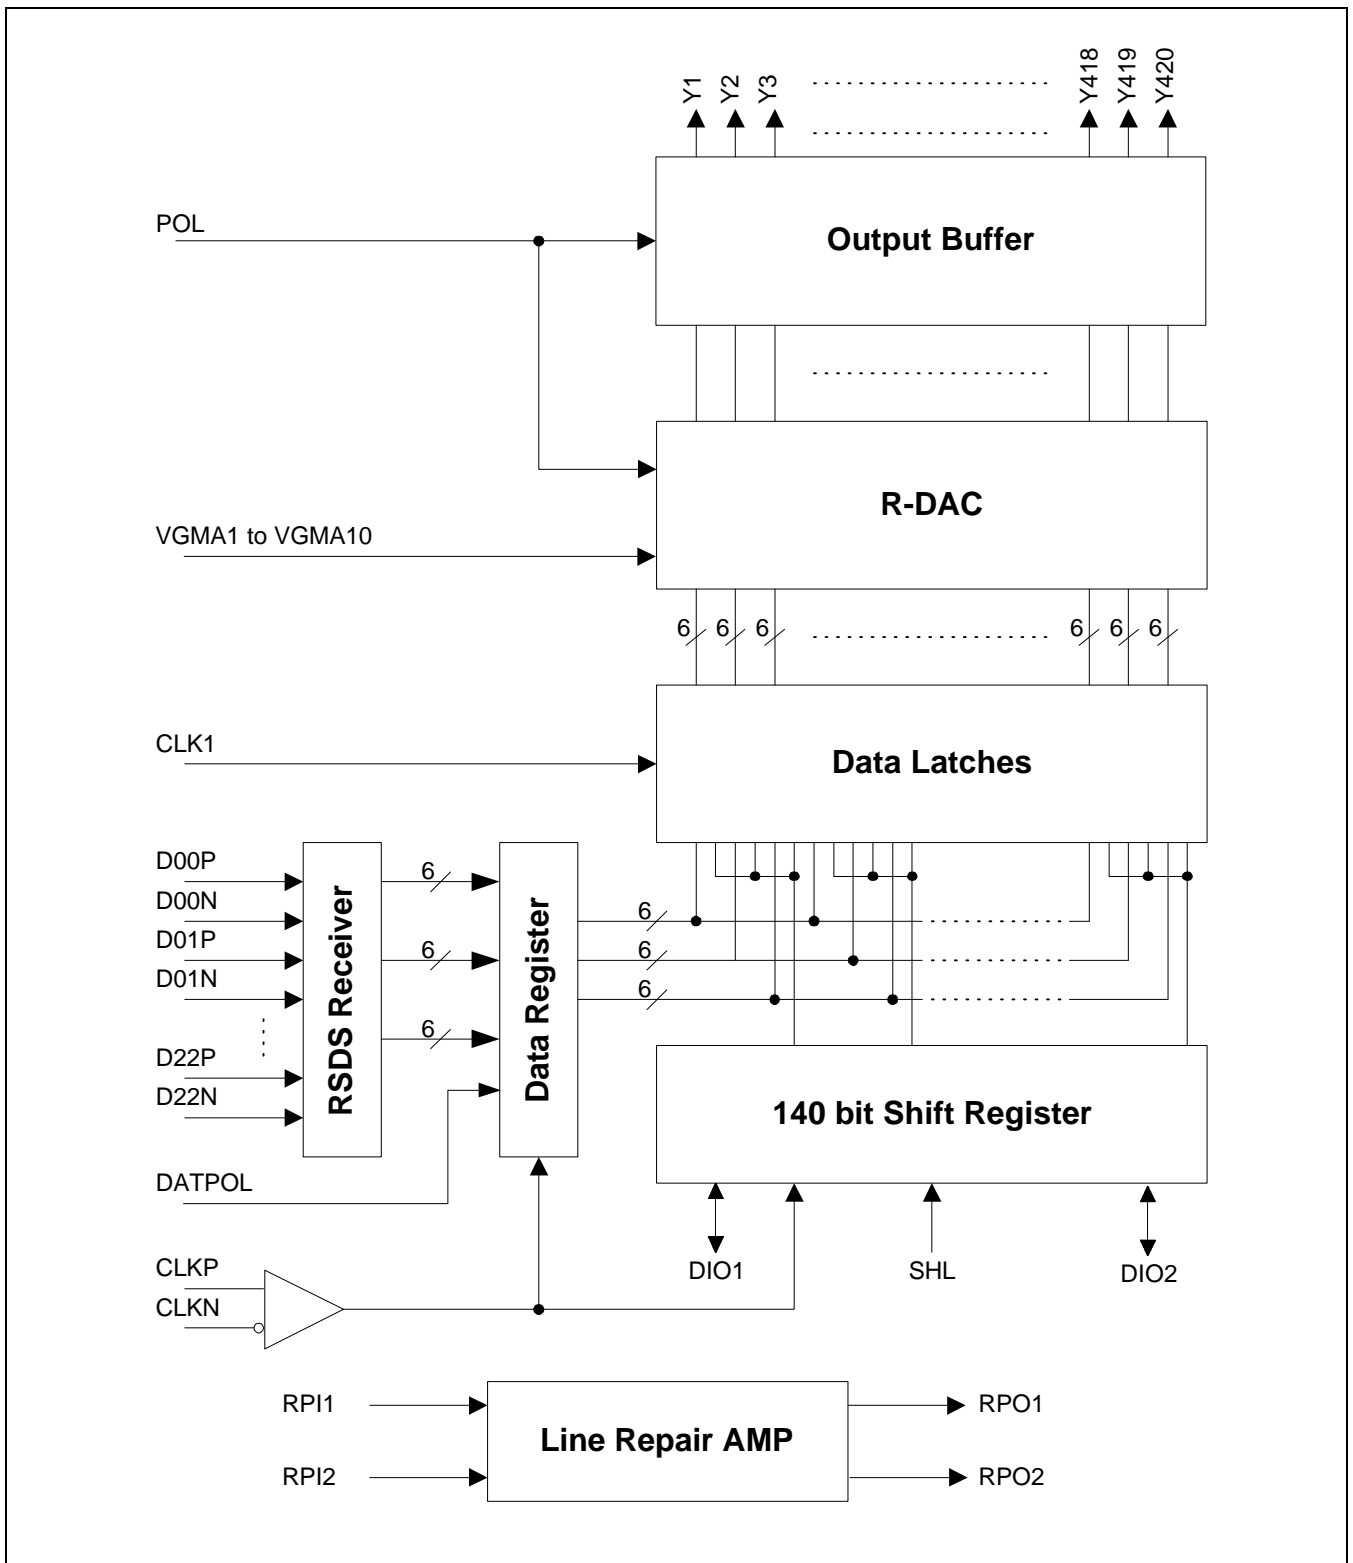 Y1 Y2 Y3 Y418 Y419 Y420
POL
Output Buffer
R-DAC
VGMA1 to VGMA10
6 6 6 6 6 6
CLK1
Data Latches
D00P
D00N
D01P
D01N
D22P
D22N
RSDS Receiver
6
6
6
Data Register
6
6
6
140 bit Shift Register
DATPOL
DIO1 SHL DIO2
CLKP
CLKN
RPI1 RPO1
Line Repair AMP
RPI2 RPO2